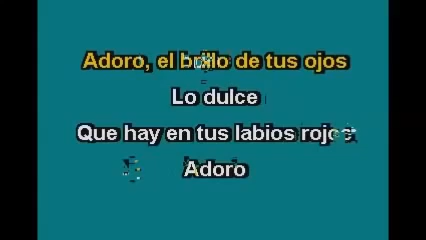 Adoro, el brillo de tus ojos
Lo dulce
Que hay en tus labios rojos
Adoro